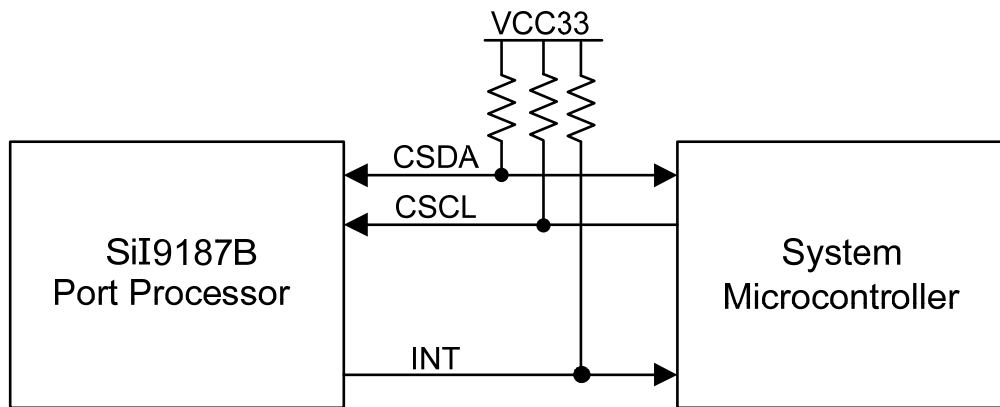 VCC33
CSDA
CSCL
SiI9187B
Port Processor
System
Microcontroller
INT